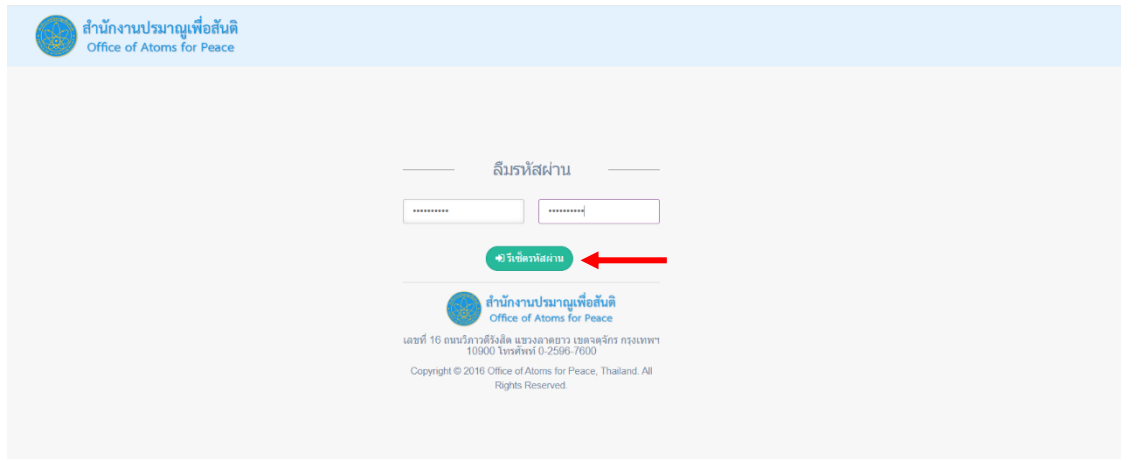 สำนักงานปรมาณูเพื่อสันติ
Office of Atoms for Peace
ลืมรหัสผ่าน
รีเซ็ตรหัสผ่าน
สำนักงานปรมาณูเพื่อสันติ
Office of Atoms for Peace
เลขที่ 16 ถนนวิภาวดีรังสิต แขวงลาดยาว เขตจตุจักร กรุงเทพฯ
10900 โทรศัพท์ 0-2596-7600
Copyright © 2016 Office of Atoms for Peace, Thailand. All
Rights Reserved.